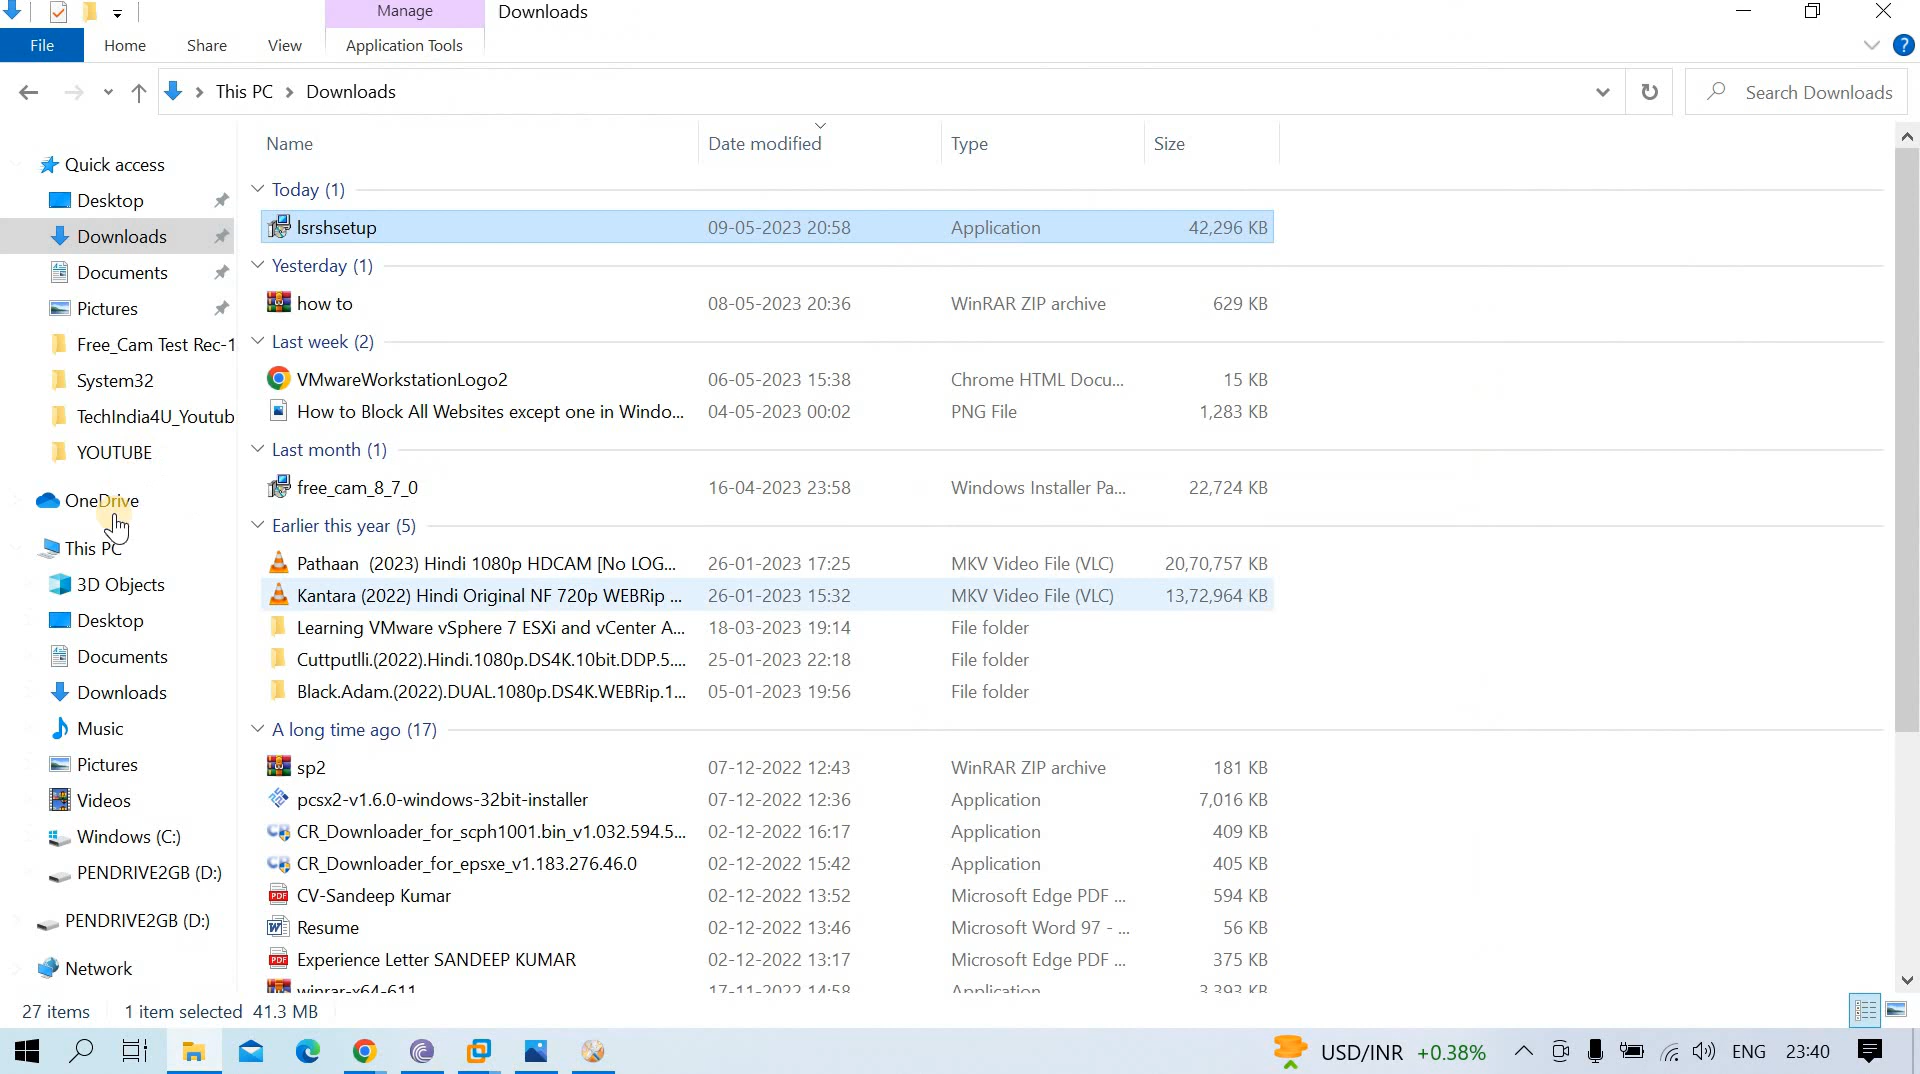 Manage
Downloads
File
Home
Share
View
Application Tools
This PC
Downloads
Search Downloads
Name
Date modified
Type
Size
Quick access
Desktop
Downloads
Documents
Pictures
Free_Cam Test Rec-1
System32
TechIndia4U_Youtub
YOUTUBE
OneDrive
This PC
3D Objects
Desktop
Documents
Downloads
Music
Pictures
Videos
Windows (C:)
PENDRIVE2GB (D:)
PENDRIVE2GB (D:)
Network
Today (1)
lsrshsetup 09-05-2023 20:58 Application 42,296 KB
Yesterday (1)
how to 08-05-2023 20:36 WinRAR ZIP archive 629 KB
Last week (2)
VMwareWorkstationLogo2 06-05-2023 15:38 Chrome HTML Docu... 15 KB
How to Block All Websites except one in Windo... 04-05-2023 00:02 PNG File 1,283 KB
Last month (1)
free_cam_8_7_0 16-04-2023 23:58 Windows Installer Pa... 22,724 KB
Earlier this year (5)
Pathaan (2023) Hindi 1080p HDCAM [No LOG... 26-01-2023 17:25 MKV Video File (VLC) 20,70,757 KB
Kantara (2022) Hindi Original NF 720p WEBRip ... 26-01-2023 15:32 MKV Video File (VLC) 13,72,964 KB
Learning VMware vSphere 7 ESXi and vCenter A... 18-03-2023 19:14 File folder
Cuttputlli.(2022).Hindi.1080p.DS4K.10bit.DDP.5.... 25-01-2023 22:18 File folder
Black.Adam.(2022).DUAL.1080p.DS4K.WEBRip.1... 05-01-2023 19:56 File folder
A long time ago (17)
sp2 07-12-2022 12:43 WinRAR ZIP archive 181 KB
pcsx2-v1.6.0-windows-32bit-installer 07-12-2022 12:36 Application 7,016 KB
CR_Downloader_for_scph1001.bin_v1.032.594.5... 02-12-2022 16:17 Application 409 KB
CR_Downloader_for_epsxe_v1.183.276.46.0 02-12-2022 15:42 Application 405 KB
CV-Sandeep Kumar 02-12-2022 13:52 Microsoft Edge PDF ... 594 KB
Resume 02-12-2022 13:46 Microsoft Word 97 - ... 56 KB
Experience Letter SANDEEP KUMAR 02-12-2022 13:17 Microsoft Edge PDF ... 375 KB
winrar-x64-611 17-11-2022 14:58 Application 3,393 KB
27 items 1 item selected 41.3 MB
USD/INR +0.38% ENG 23:40